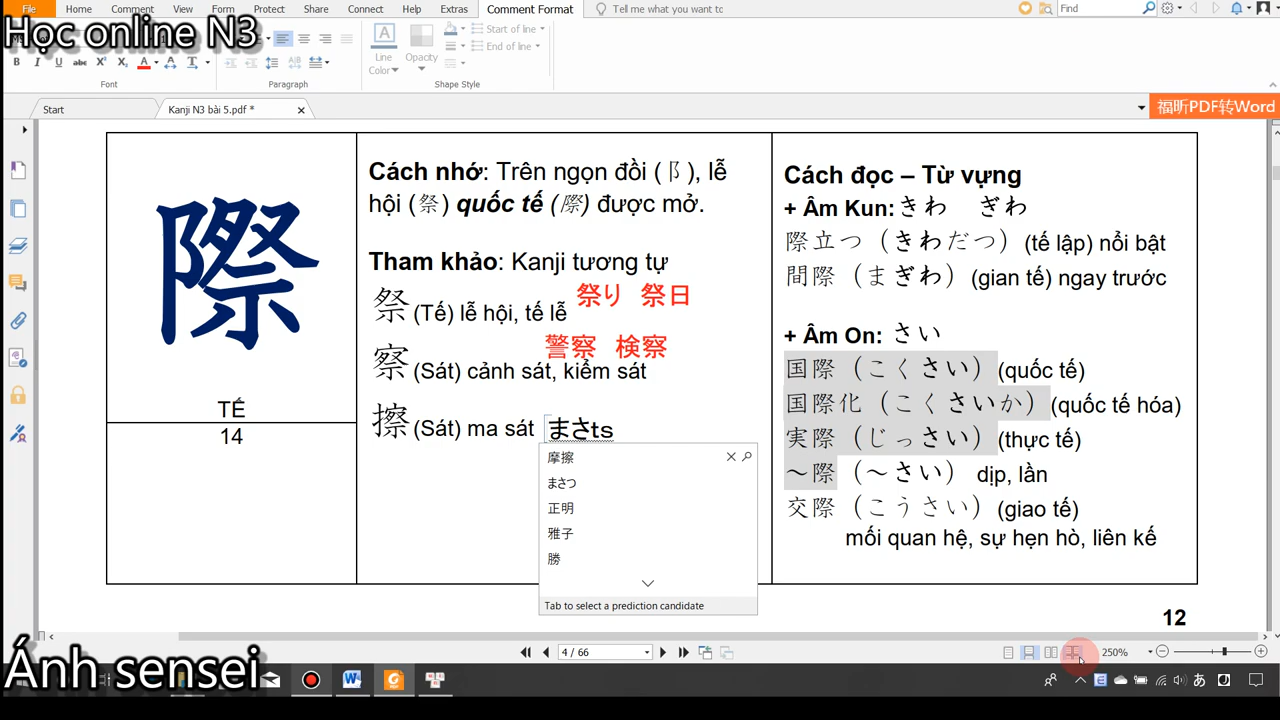 File Home Comment View Form Protect Share Connect Help Extras Comment Format Tell me what you want to Find
Học online N3
Line Color
Opacity
Start of line
End of line
Font Paragraph Shape Style
Start
Kanji N3 bài 5.pdf *
福昕PDF转Word
際
TẾ
14
Cách nhớ: Trên ngọn đồi (阝), lễ
hội (祭) quốc tế (際) được mở.
Tham khảo: Kanji tương tự
祭 (Tế) lễ hội, tế lễ 祭り 祭日
察 (Sát) cảnh sát, kiểm sát 警察 検察
擦 (Sát) ma sát まさts
摩擦
まさつ
正明
雅子
勝
Tab to select a prediction candidate
Cách đọc – Từ vựng
+ Âm Kun: きわ ぎわ
際立つ（きわだつ）(tế lập) nổi bật
間際（まぎわ）(gian tế) ngay trước
+ Âm On: さい
国際（こくさい）(quốc tế)
国際化（こくさいか）(quốc tế hóa)
実際（じっさい）(thực tế)
～際（～さい） dịp, lần
交際（こうさい）(giao tế)
mối quan hệ, sự hẹn hò, liên kế
12
4 / 66
250%
Ánh sensei
あ